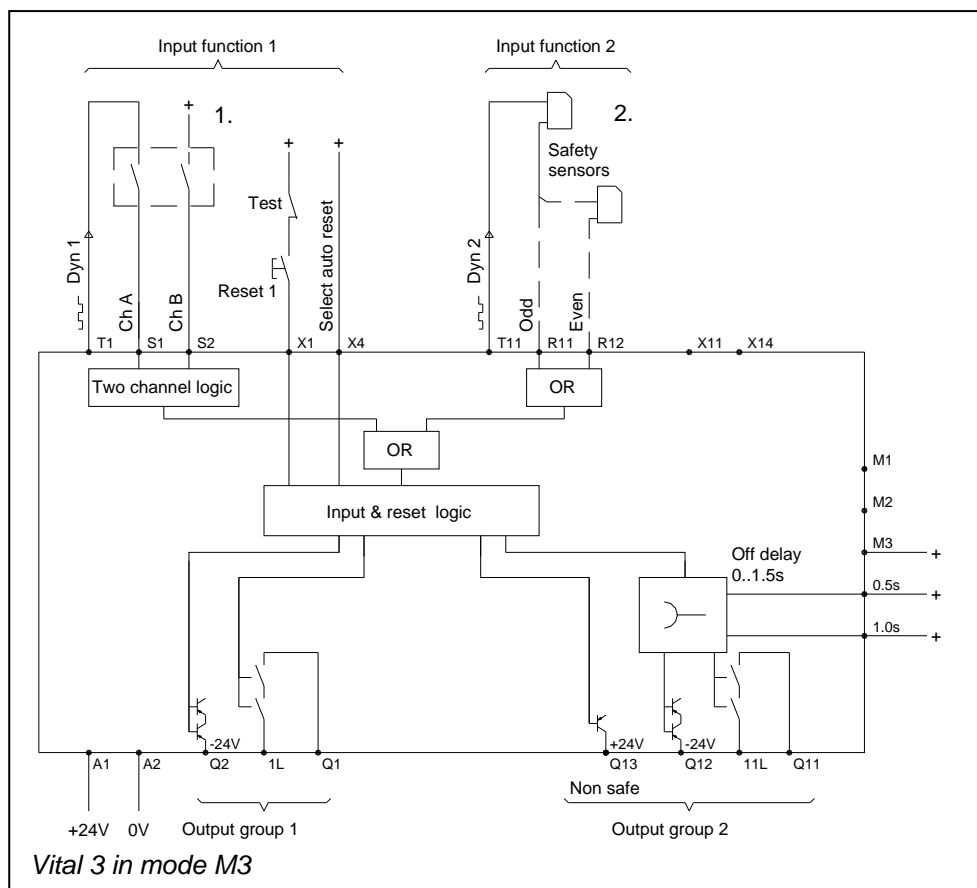 Input function 1
Input function 2
+
1.
2.
+
+
Safety
sensors
Test
Dyn 1
Ch A
Ch B
Reset 1
Select auto reset
Dyn 2
Odd
Even
T1
S1
S2
X1
X4
T11
R11
R12
X11
X14
Two channel logic
OR
OR
Input & reset logic
M1
M2
M3
+
Off delay
0..1.5s
0.5s
+
1.0s
+
-24V
+24V
-24V
A1
A2
Q2
1L
Q1
Q13
Q12
11L
Q11
Non safe
+24V
0V
Output group 1
Output group 2
Vital 3 in mode M3